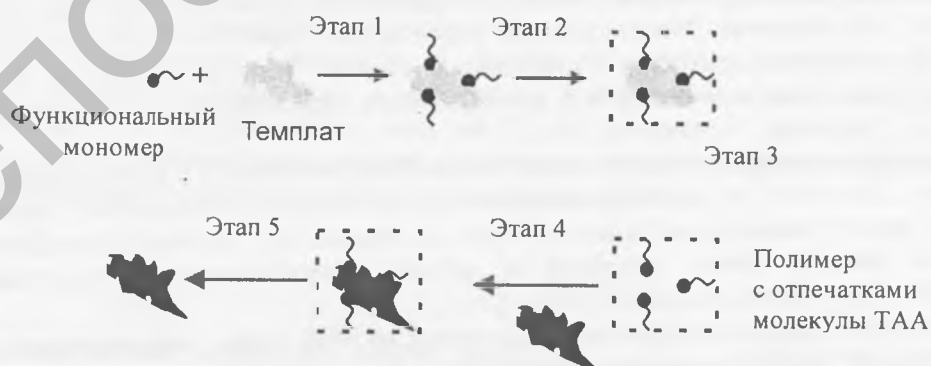 Этап 1
Этап 2
+
Функциональный
мономер
Темплат
Этап 3
Этап 5
Этап 4
Полимер
с отпечатками
молекулы ТАА